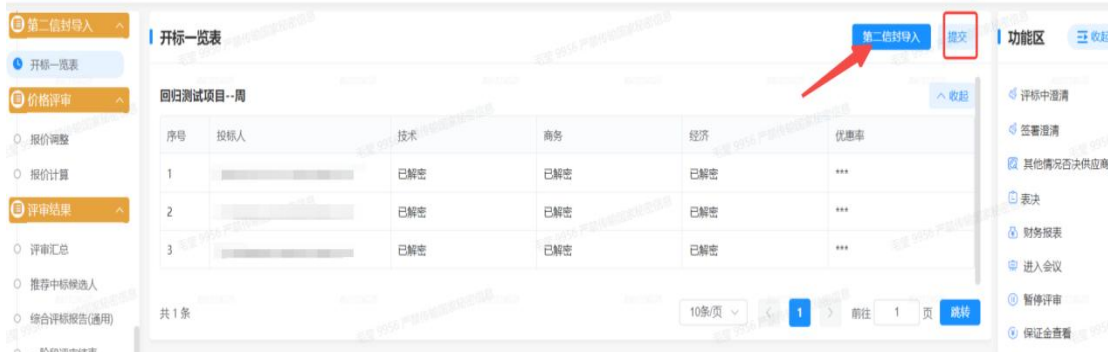 第二信封导入
开标一览表
价格评审
报价调整
报价计算
评审结果
评审汇总
推荐中标候选人
综合评标报告(通用)
开标一览表
第二信封导入
提交
回归测试项目--周
收起
序号 投标人 技术 商务 经济 优惠率
1 已解密 已解密 已解密 ***
2 已解密 已解密 已解密 ***
3 已解密 已解密 已解密 ***
共 1 条
10条/页
1
前往 1 页
跳转
功能区
收起
评标中澄清
签署澄清
其他情况否决供应商
表决
财务报表
进入会议
暂停评审
保证金查看